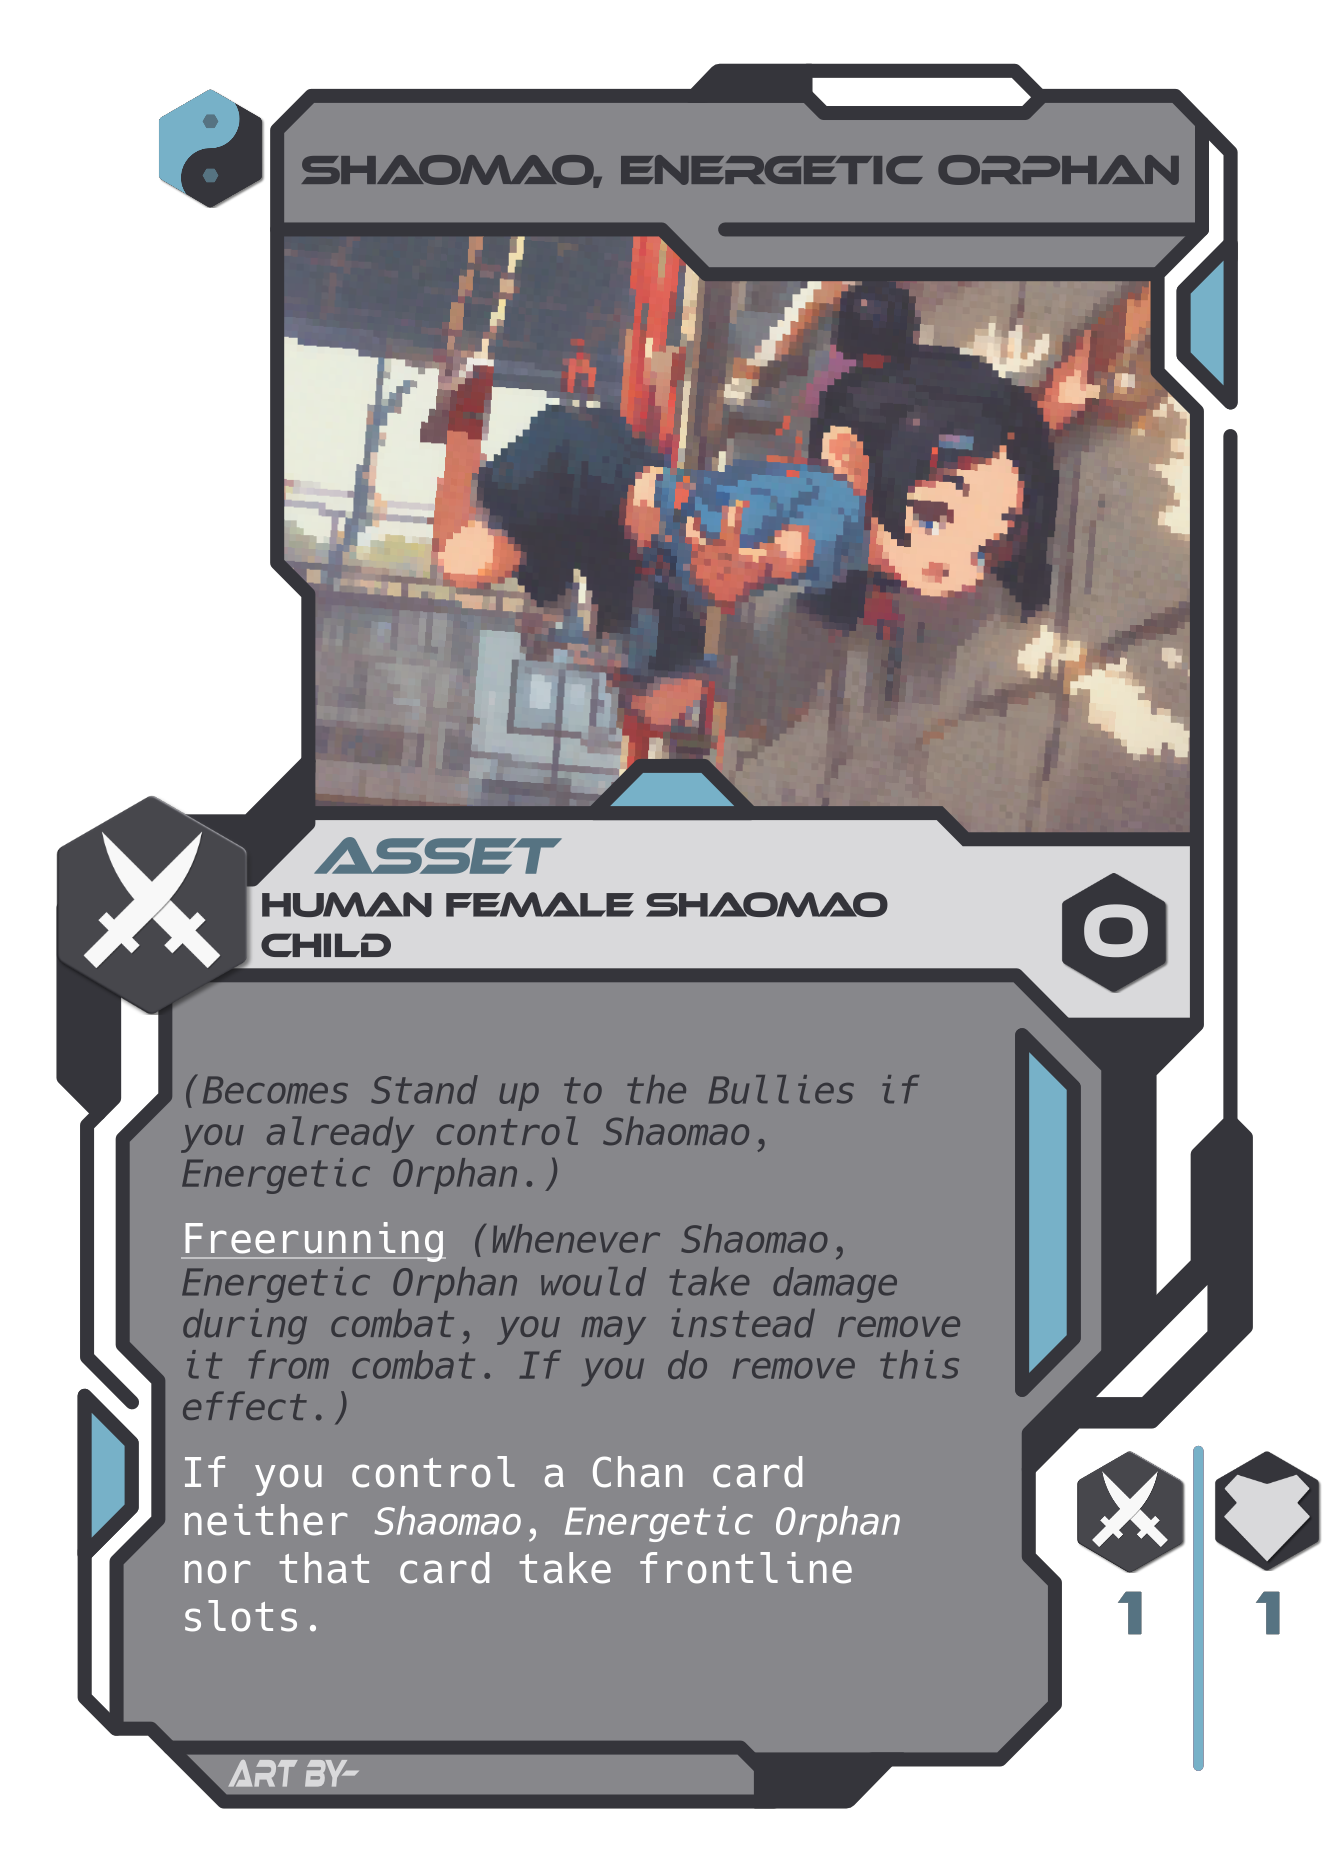 SHAOMAO, ENERGETIC ORPHAN
ASSET
HUMAN FEMALE SHAOMAO
CHILD
0
(Becomes Stand up to the Bullies if
you already control Shaomao,
Energetic Orphan.)
Freerunning (Whenever Shaomao,
Energetic Orphan would take damage
during combat, you may instead remove
it from combat. If you do remove this
effect.)
If you control a Chan card
neither Shaomao, Energetic Orphan
nor that card take frontline
slots.
1
1
ART BY-